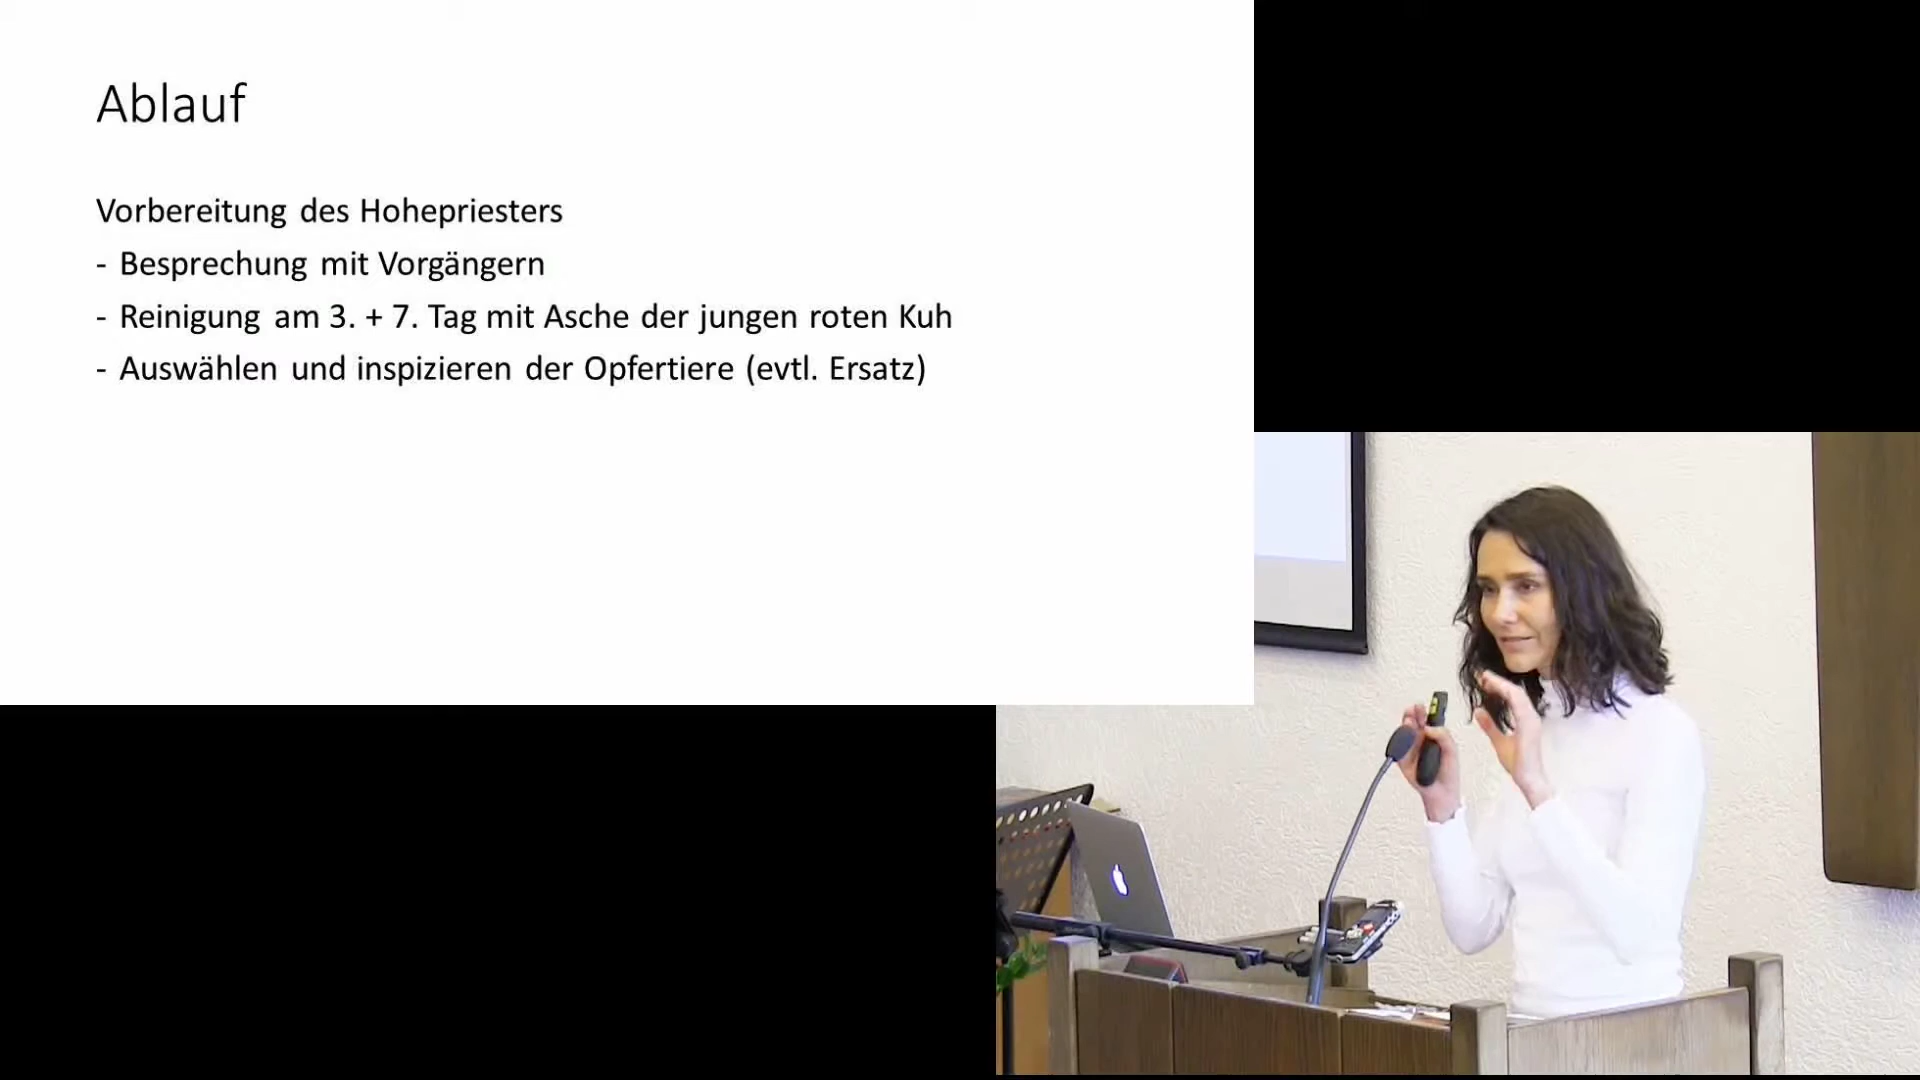 Ablauf
Vorbereitung des Hohepriesters
- Besprechung mit Vorgängern
- Reinigung am 3. + 7. Tag mit Asche der jungen roten Kuh
- Auswählen und inspizieren der Opfertiere (evtl. Ersatz)